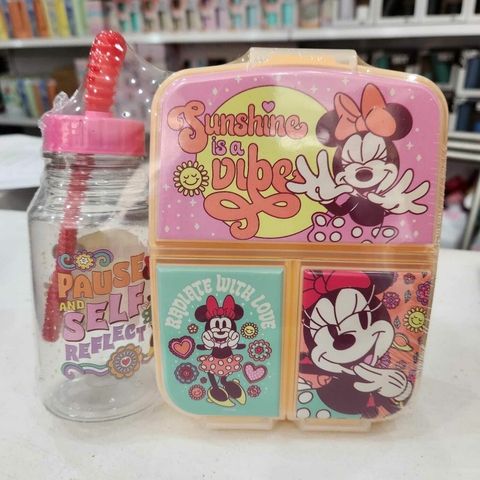 PAUSE
AND
SELF
REFLECT
Sunshine
is a
vibe
RADIATE WITH LOVE